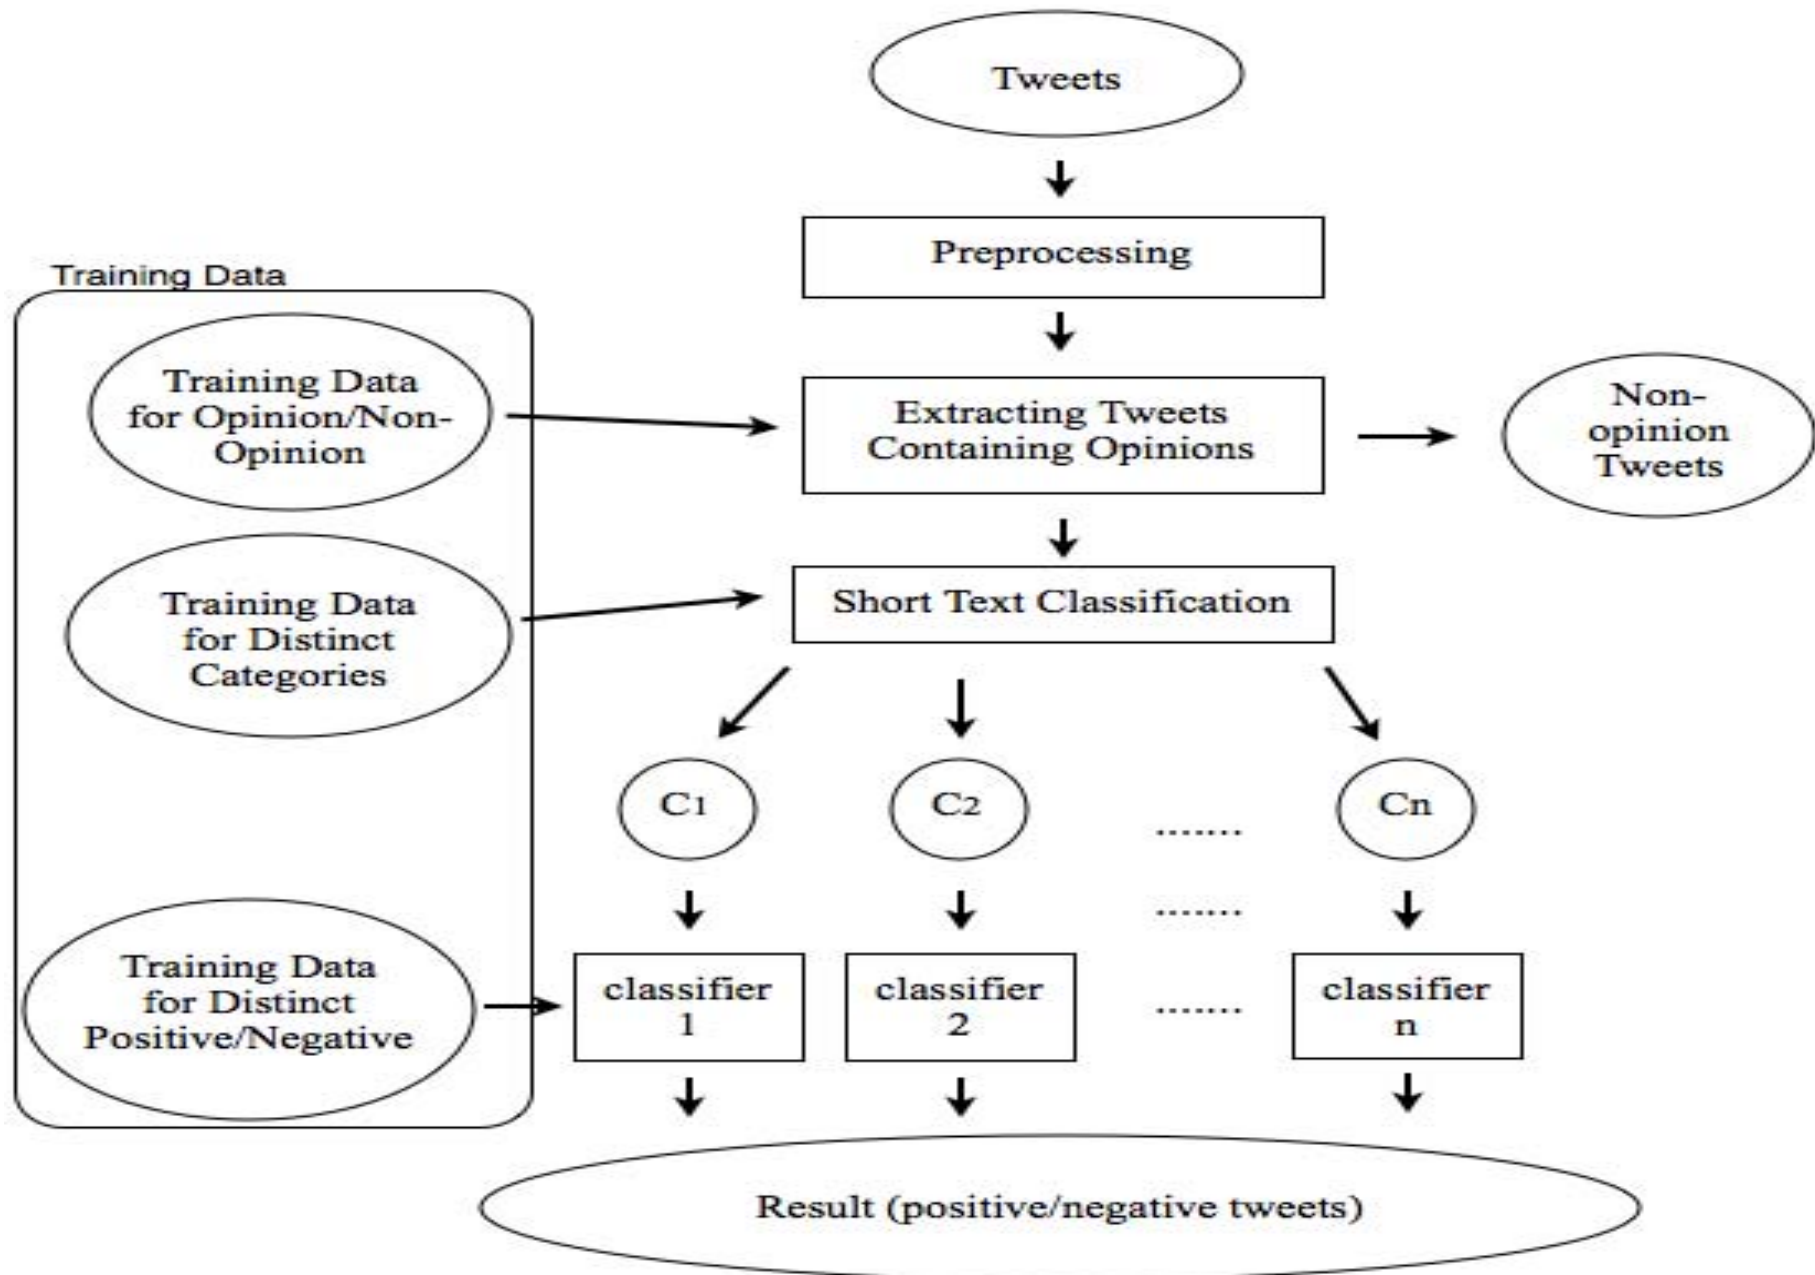 Tweets
Preprocessing
Training Data
Training Data
for Opinion/Non-
Opinion
Extracting Tweets
Containing Opinions
Non-
opinion
Tweets
Training Data
for Distinct
Categories
Short Text Classification
C1
C2
.......
Cn
.......
Training Data
for Distinct
Positive/Negative
classifier
1
classifier
2
.......
classifier
n
Result (positive/negative tweets)